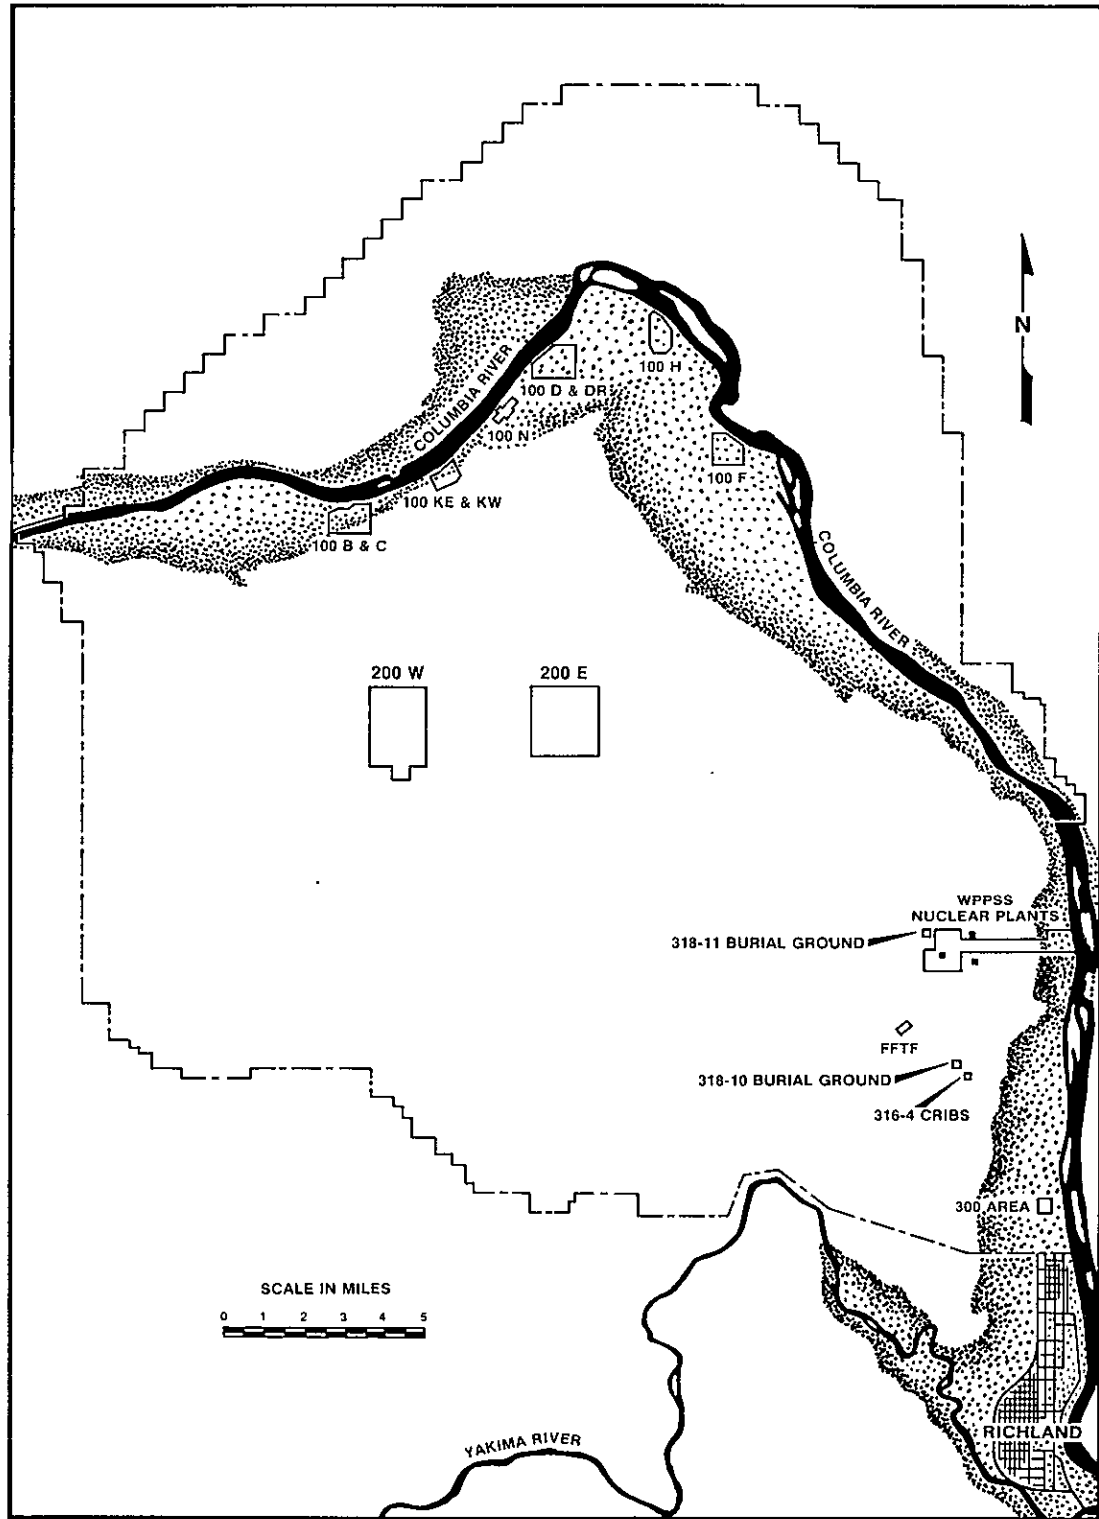 N
COLUMBIA RIVER
100 H
100 D & DR
100 N
100 F
100 KE & KW
100 B & C
COLUMBIA RIVER
200 W
200 E
WPPSS
NUCLEAR PLANTS
318-11 BURIAL GROUND
FFTF
318-10 BURIAL GROUND
316-4 CRIBS
300 AREA
SCALE IN MILES
0 1 2 3 4 5
RICHLAND
YAKIMA RIVER